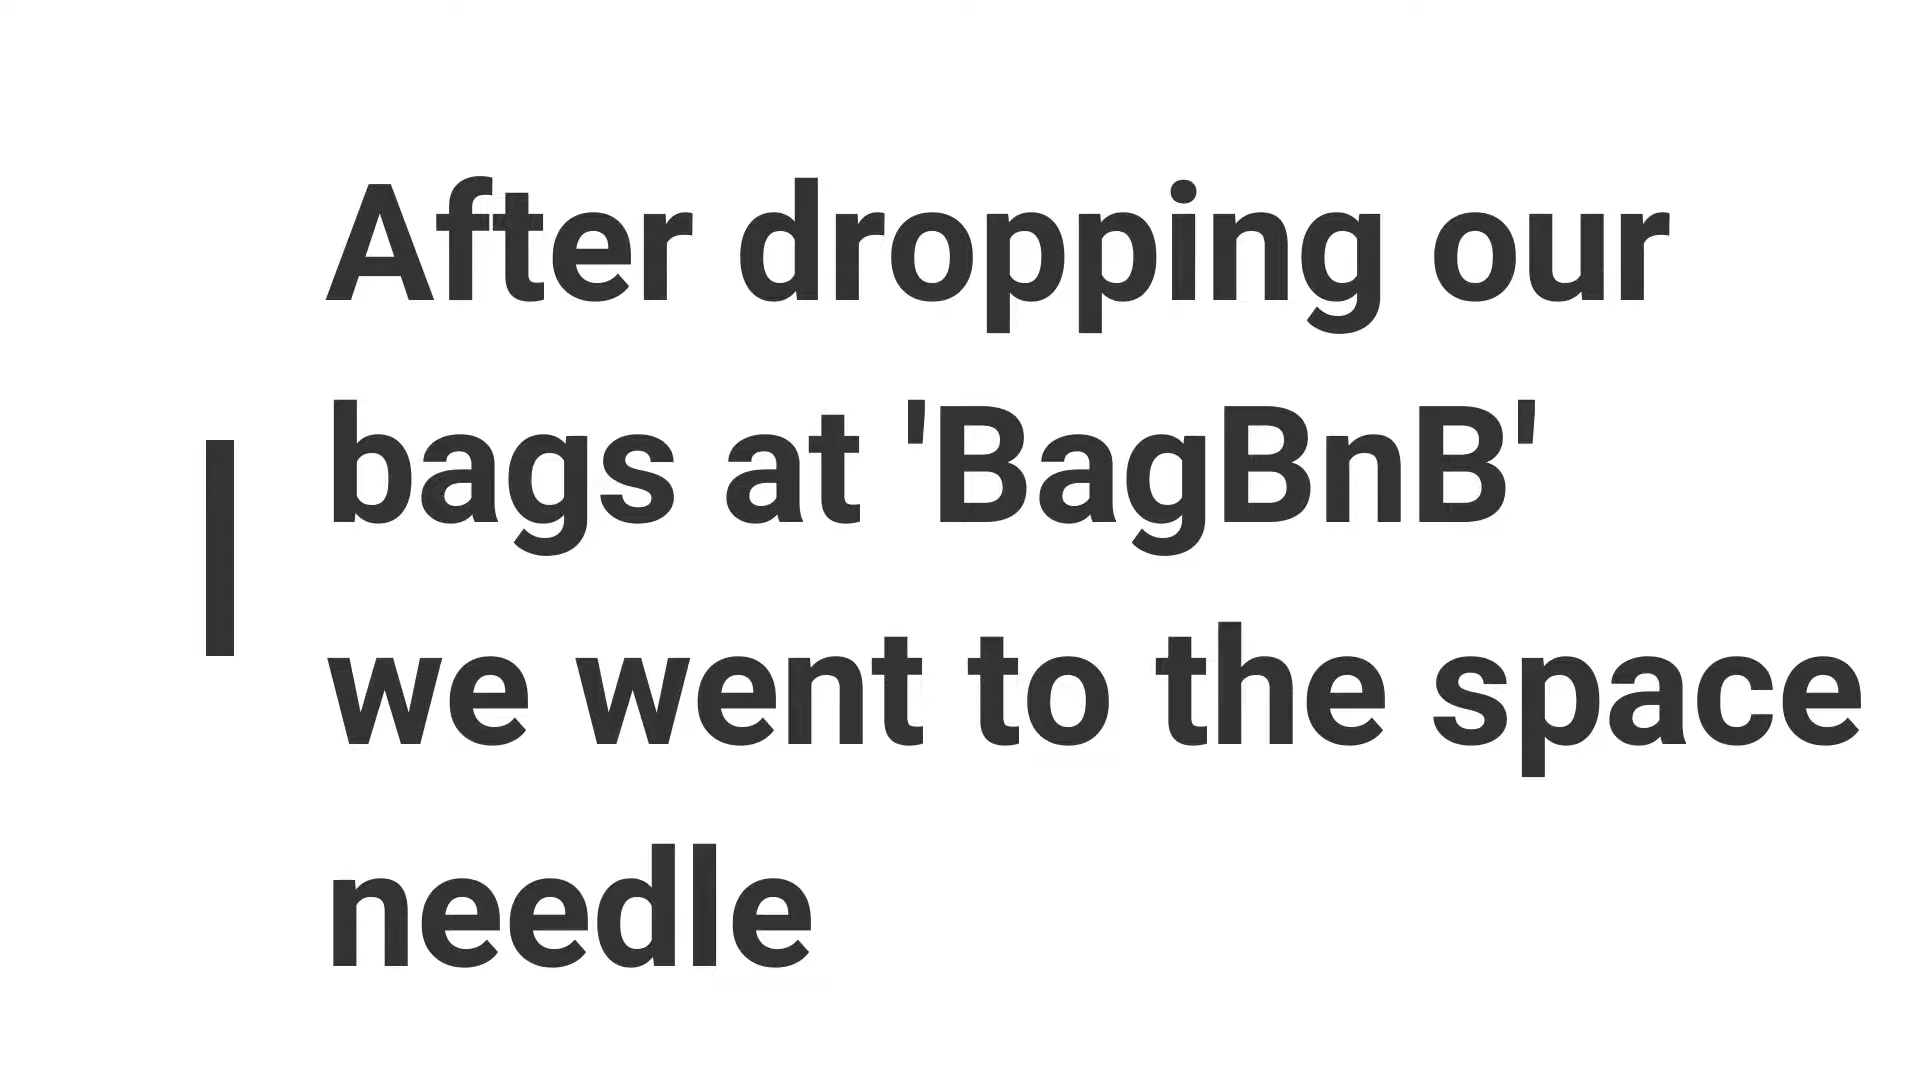 After dropping our
bags at 'BagBnB'
we went to the space
needle